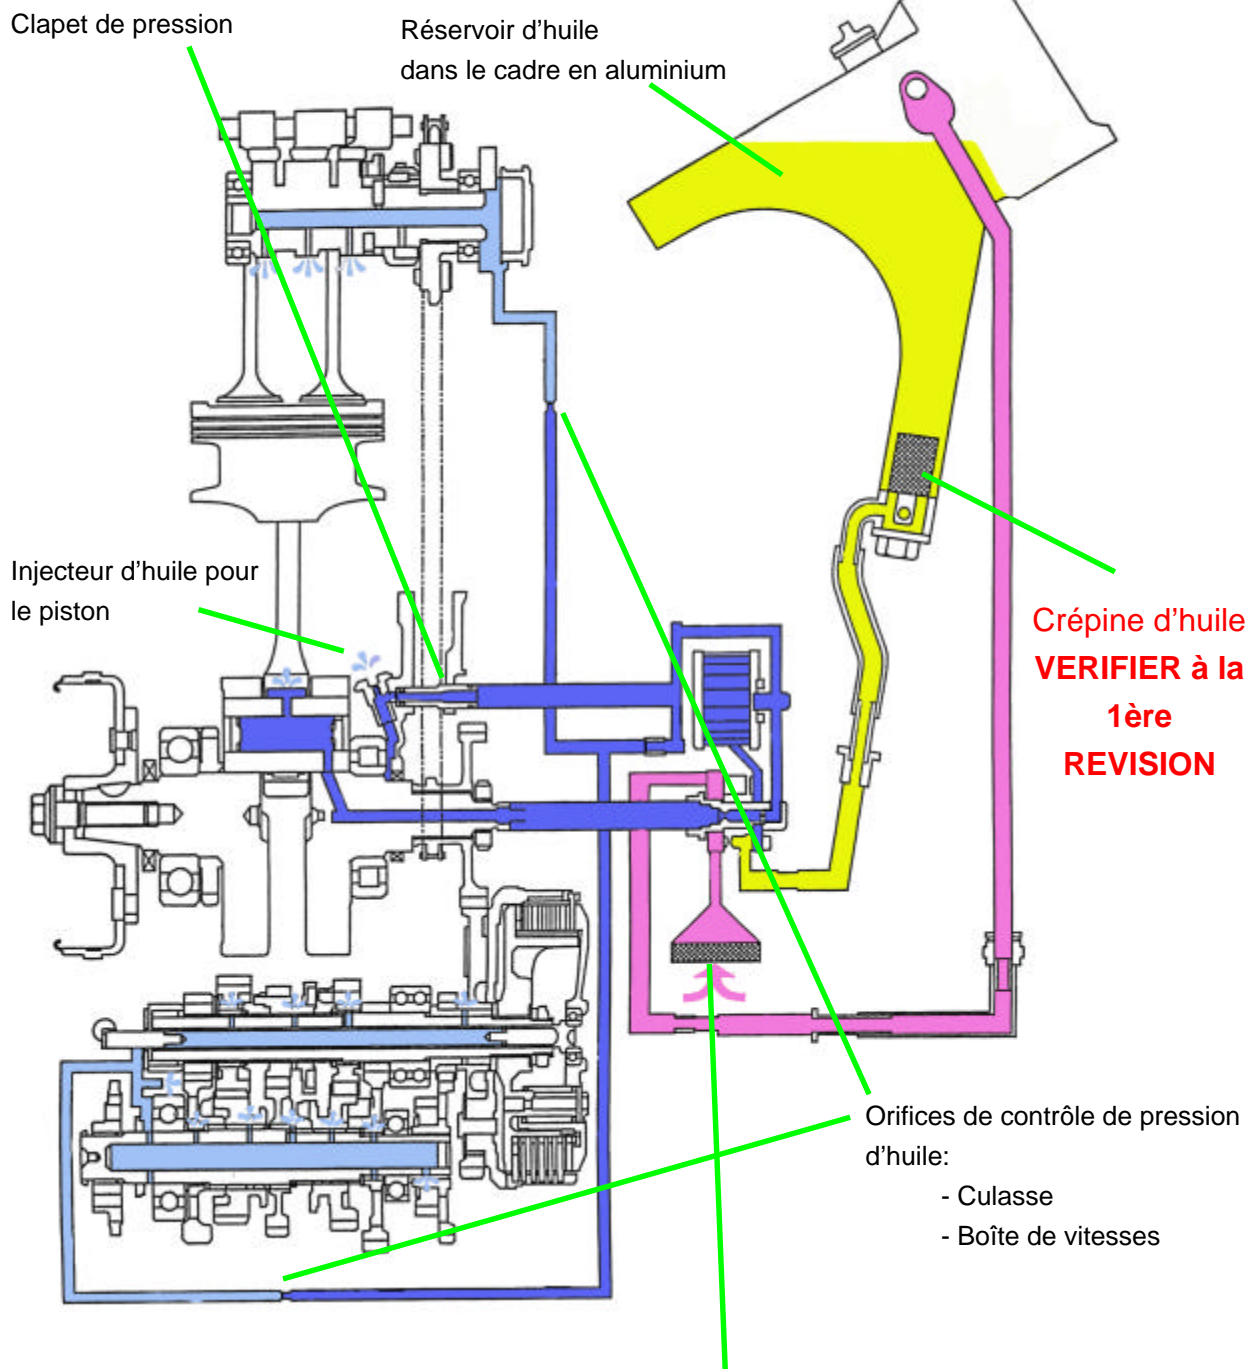 Clapet de pression
Réservoir d’huile
dans le cadre en aluminium
Injecteur d’huile pour
le piston
Crépine d’huile
VERIFIER à la
1ère
REVISION
Orifices de contrôle de pression
d’huile:
- Culasse
- Boîte de vitesses